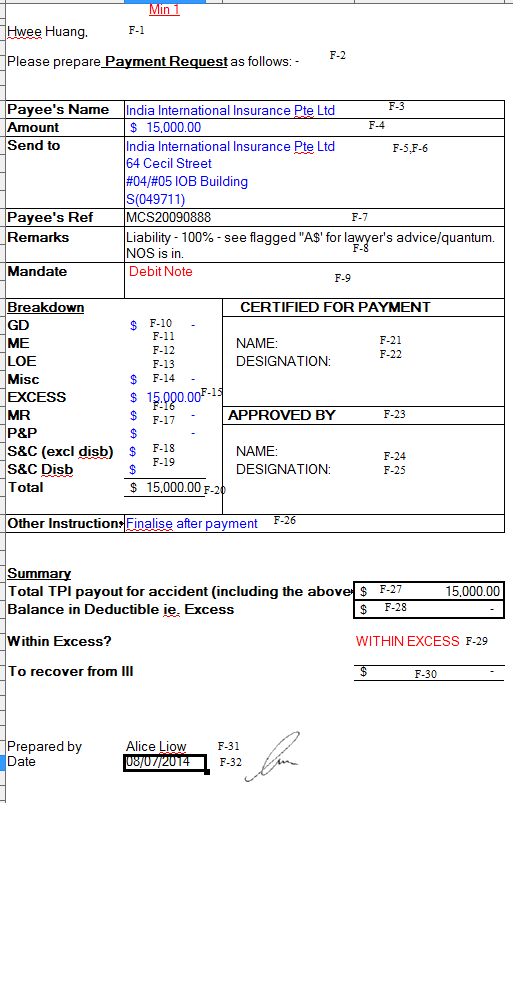 Min 1
Hwee Huang, F-1
Please prepare Payment Request as follows: - F-2
Payee's Name India International Insurance Pte Ltd F-3
Amount $ 15,000.00 F-4
Send to India International Insurance Pte Ltd F-5,F-6
64 Cecil Street
#04/#05 IOB Building
S(049711)
Payee's Ref MCS20090888 F-7
Remarks Liability - 100% - see flagged "A$' for lawyer's advice/quantum.
NOS is in. F-8
Mandate Debit Note F-9
Breakdown CERTIFIED FOR PAYMENT
GD $ F-10 -
F-11
ME F-12 NAME: F-21
LOE F-13 DESIGNATION: F-22
Misc $ F-14 -
EXCESS $ 15,000.00 F-15
MR $ F-16 - APPROVED BY F-23
F-17
P&P $ -
S&C (excl disb) $ F-18 NAME: F-24
S&C Disb $ F-19 DESIGNATION: F-25
Total $ 15,000.00 F-20
Other Instruction Finalise after payment F-26
Summary
Total TPI payout for accident (including the above $ F-27 15,000.00
Balance in Deductible ie. Excess $ F-28 -
Within Excess? WITHIN EXCESS F-29
To recover from III $ F-30 -
Prepared by Alice Liow F-31
Date 08/07/2014 F-32